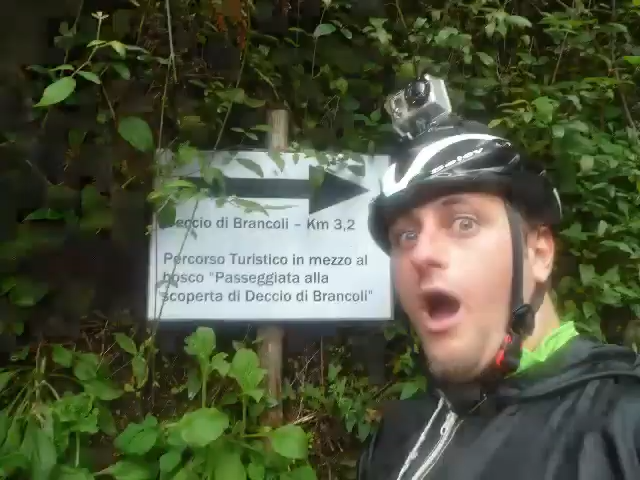 Deccio di Brancoli - Km 3,2
Percorso Turistico in mezzo al
bosco "Passeggiata alla
scoperta di Deccio di Brancoli"